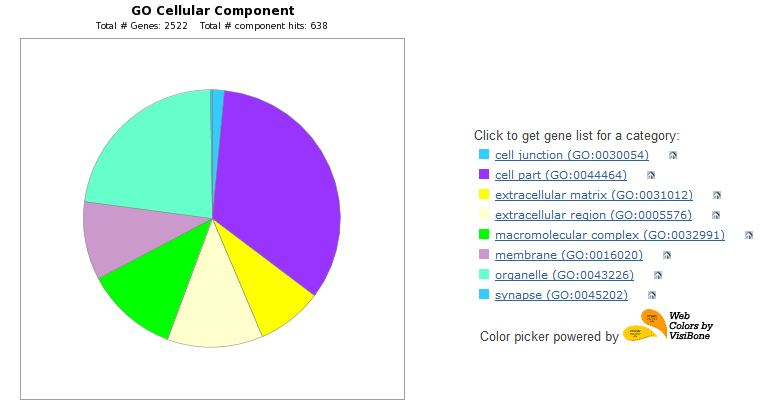 GO Cellular Component
Total # Genes: 2522 Total # component hits: 638
Click to get gene list for a category:
cell junction (GO:0030054)
cell part (GO:0044464)
extracellular matrix (GO:0031012)
extracellular region (GO:0005576)
macromolecular complex (GO:0032991)
membrane (GO:0016020)
organelle (GO:0043226)
synapse (GO:0045202)
Color picker powered by
Web
Colors by
VisiBone